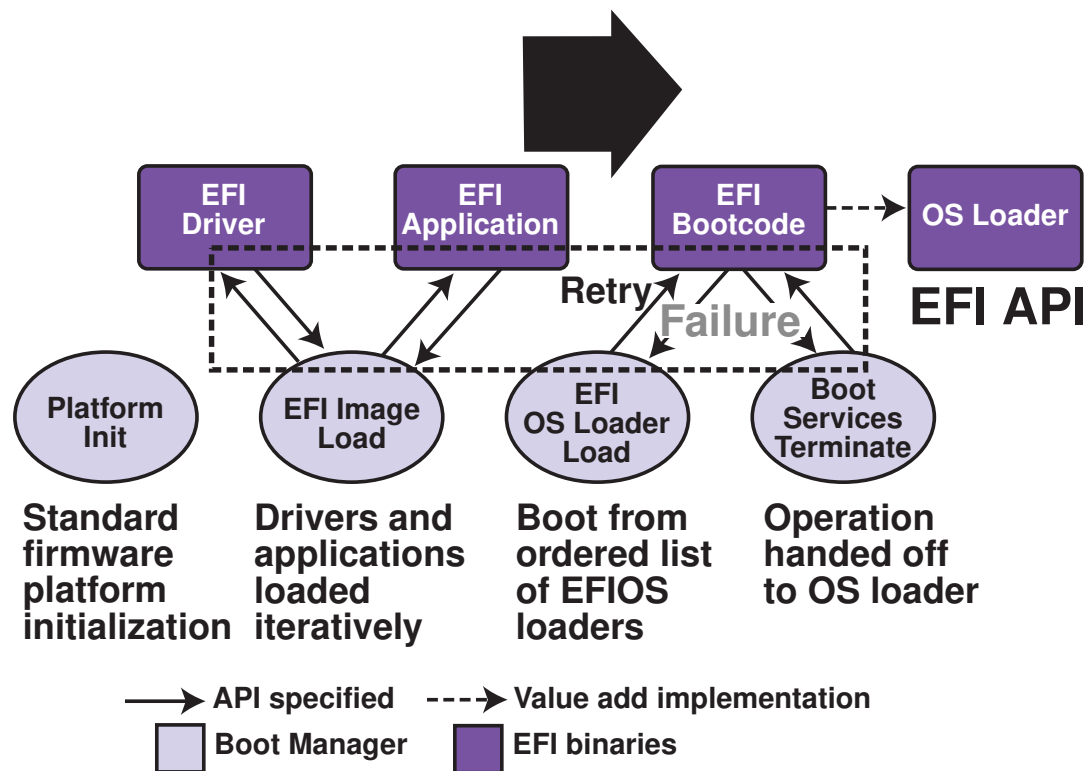 EFI
Driver
EFI
Application
EFI
Bootcode
OS Loader
Retry
Failure
EFI API
Platform
Init
EFI Image
Load
EFI
OS Loader
Load
Boot
Services
Terminate
Standard
firmware
platform
initialization
Drivers and
applications
loaded
iteratively
Boot from
ordered list
of EFIOS
loaders
Operation
handed off
to OS loader
API specified
Value add implementation
Boot Manager
EFI binaries